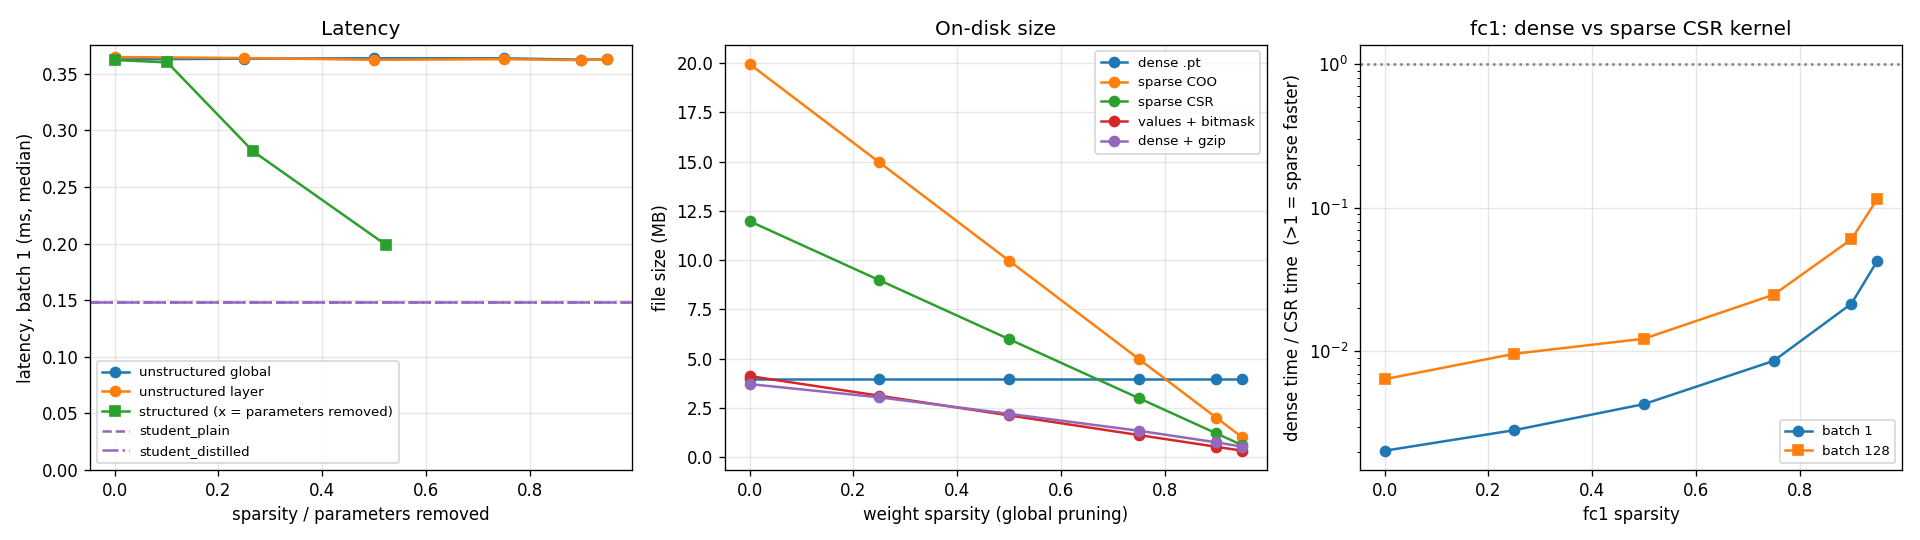 Latency
latency, batch 1 (ms, median)
0.35
0.30
0.25
0.20
0.15
0.10
0.05
0.00
unstructured global
unstructured layer
structured (x = parameters removed)
student_plain
student_distilled
0.0 0.2 0.4 0.6 0.8
sparsity / parameters removed
On-disk size
file size (MB)
20.0
17.5
15.0
12.5
10.0
7.5
5.0
2.5
0.0
dense .pt
sparse COO
sparse CSR
values + bitmask
dense + gzip
0.0 0.2 0.4 0.6 0.8
weight sparsity (global pruning)
fc1: dense vs sparse CSR kernel
dense time / CSR time (>1 = sparse faster)
10⁰
10⁻¹
10⁻²
batch 1
batch 128
0.0 0.2 0.4 0.6 0.8
fc1 sparsity